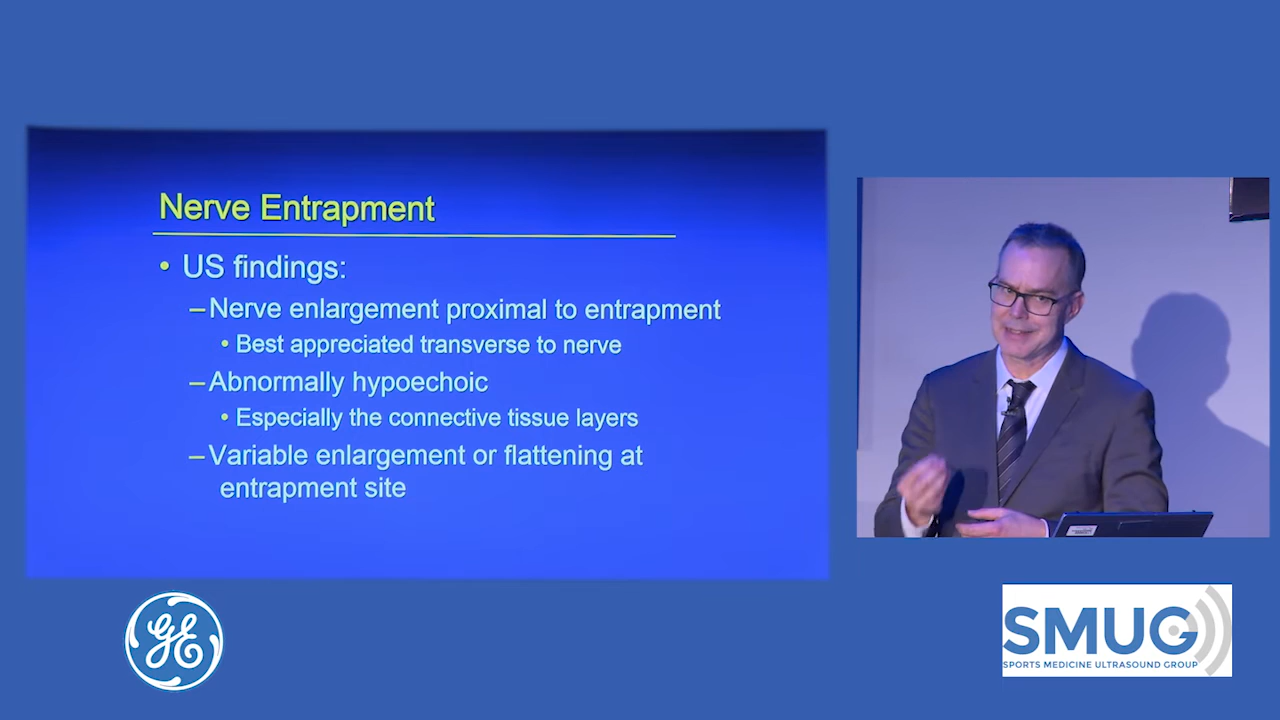 Nerve Entrapment
• US findings:
–Nerve enlargement proximal to entrapment
• Best appreciated transverse to nerve
–Abnormally hypoechoic
• Especially the connective tissue layers
–Variable enlargement or flattening at
entrapment site
GE
SMUG
SPORTS MEDICINE ULTRASOUND GROUP